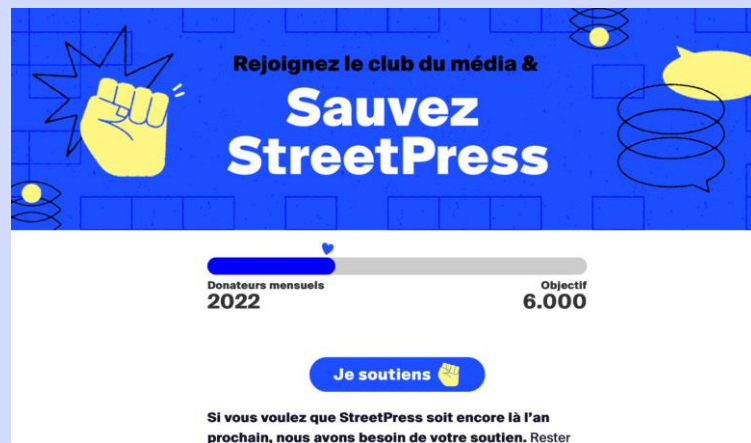 Rejoignez le club du média &
Sauvez
StreetPress
Donateurs mensuels
2022
Objectif
6.000
Je soutiens
Si vous voulez que StreetPress soit encore là l'an
prochain, nous avons besoin de votre soutien. Rester